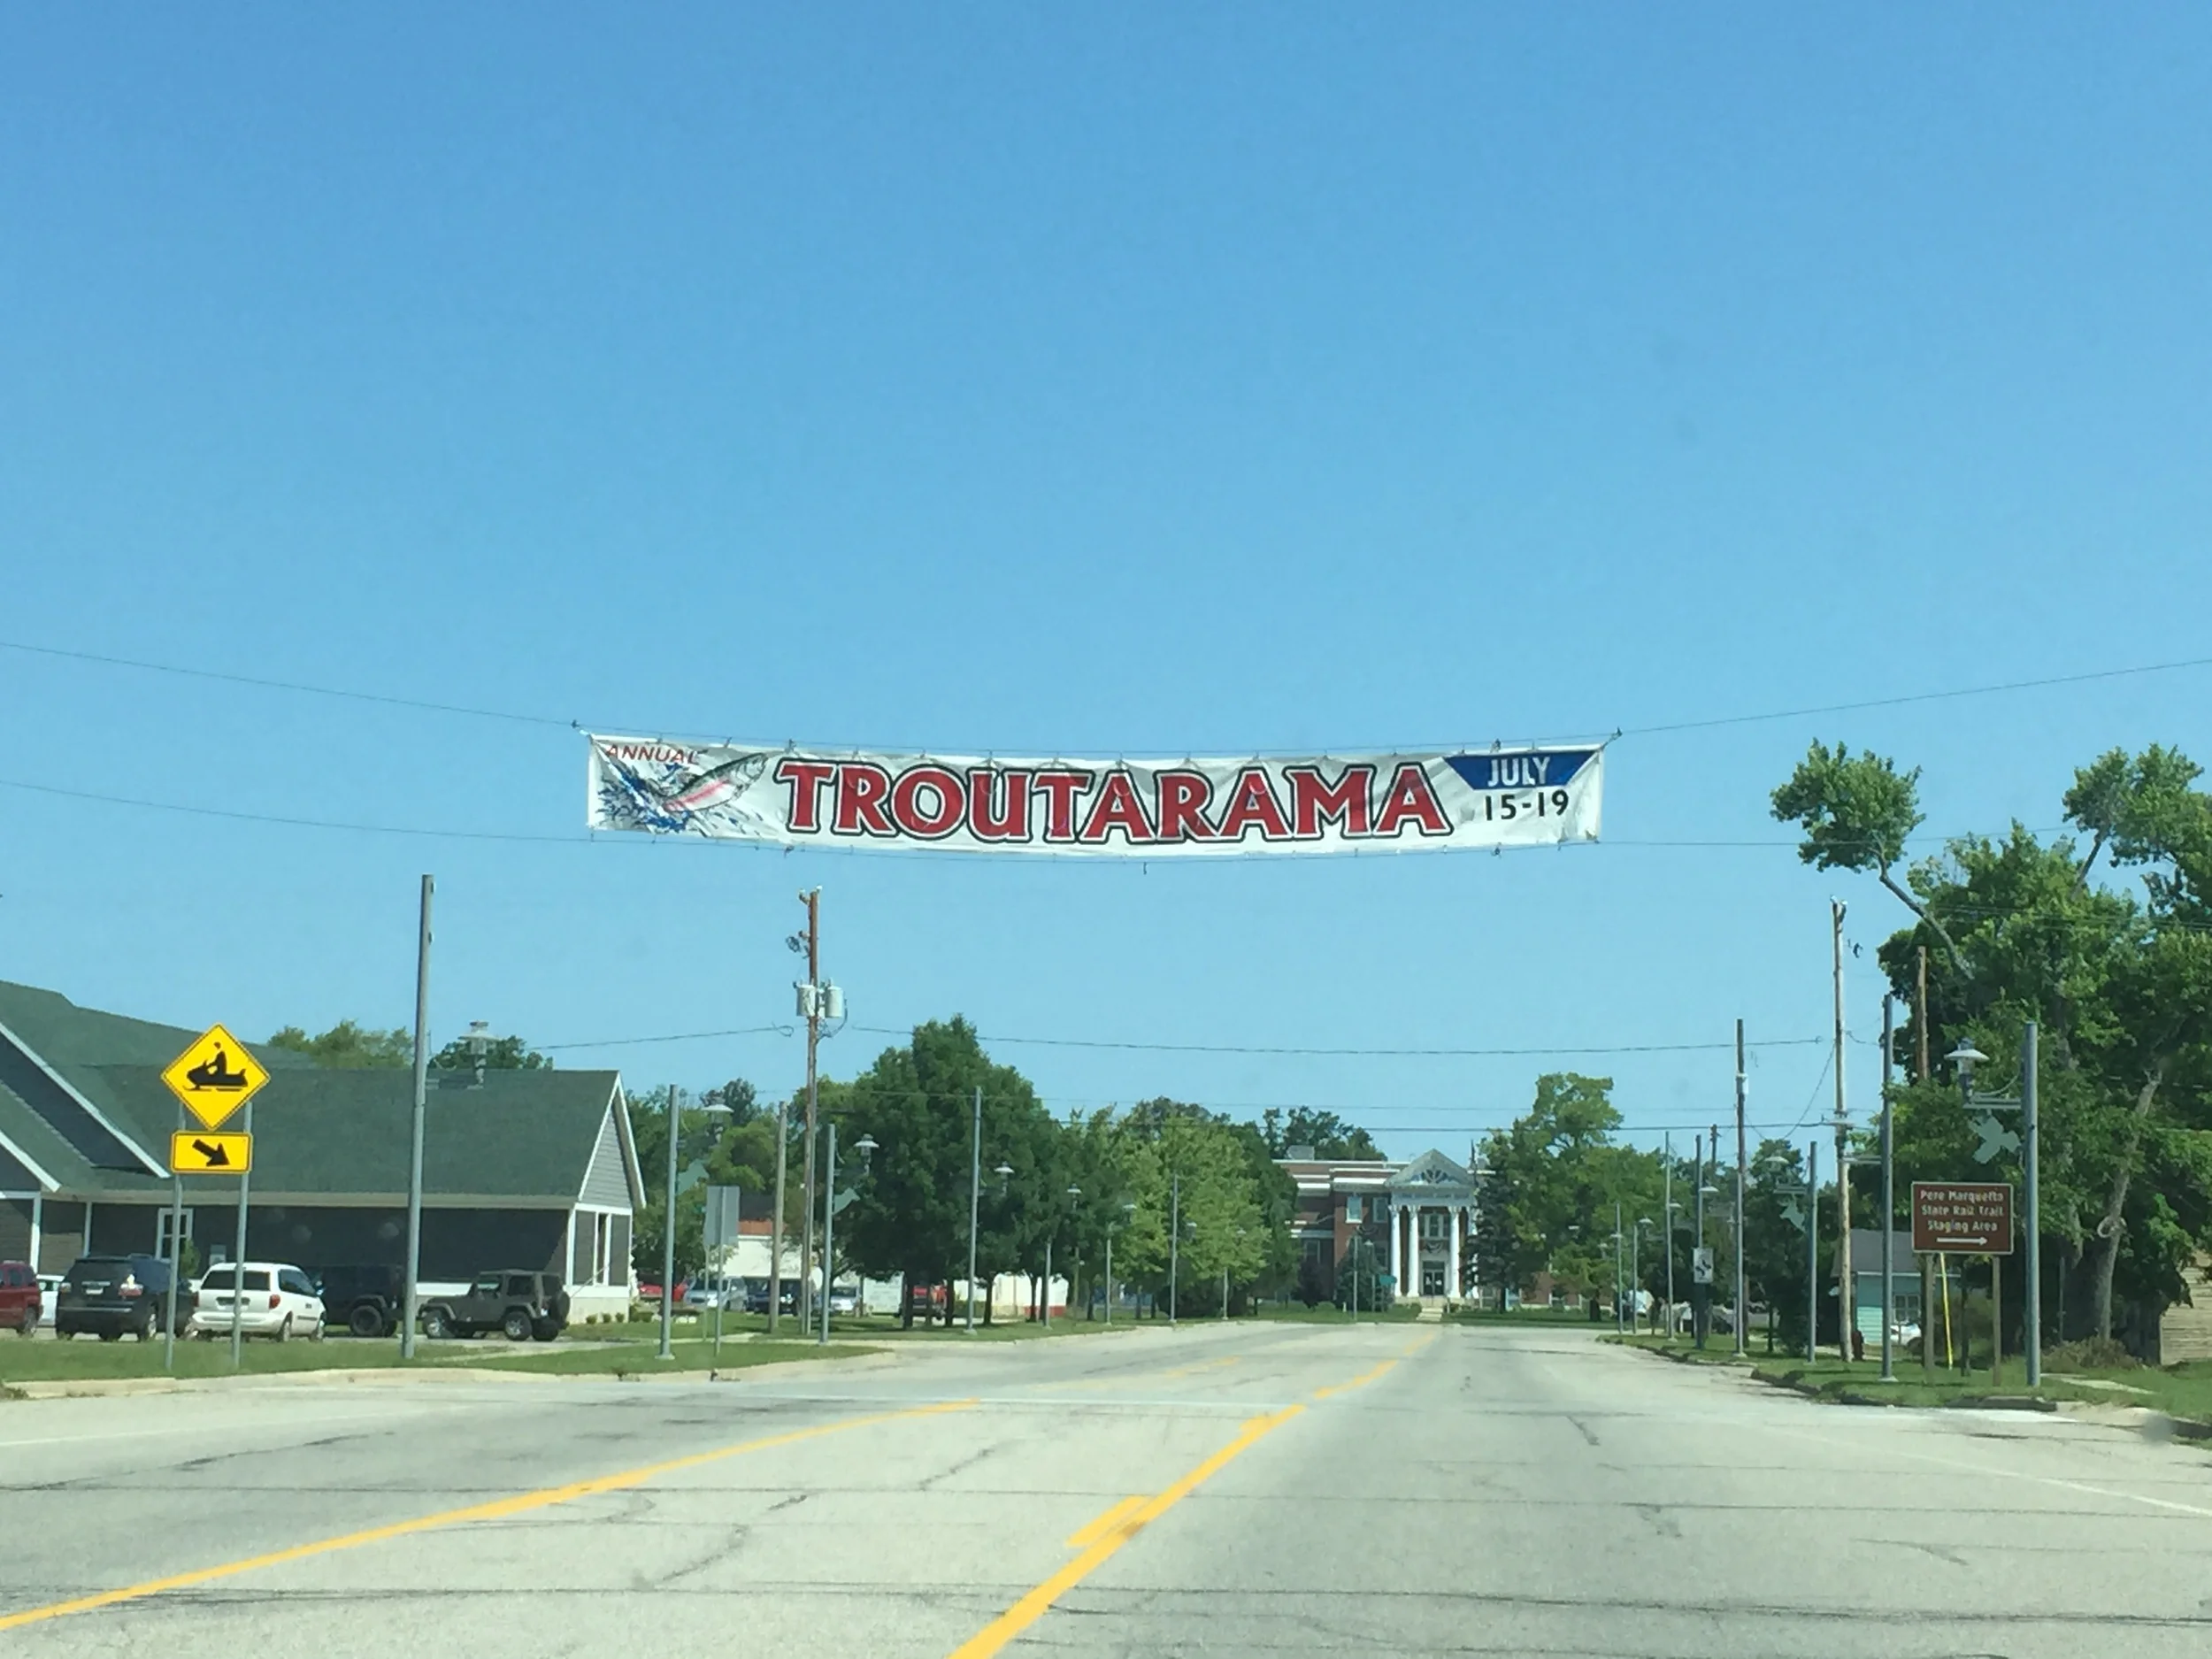 ANNUAL
TROUTARAMA
JULY
15-19
Pere Marquette
State Rail Trail
Staging Area